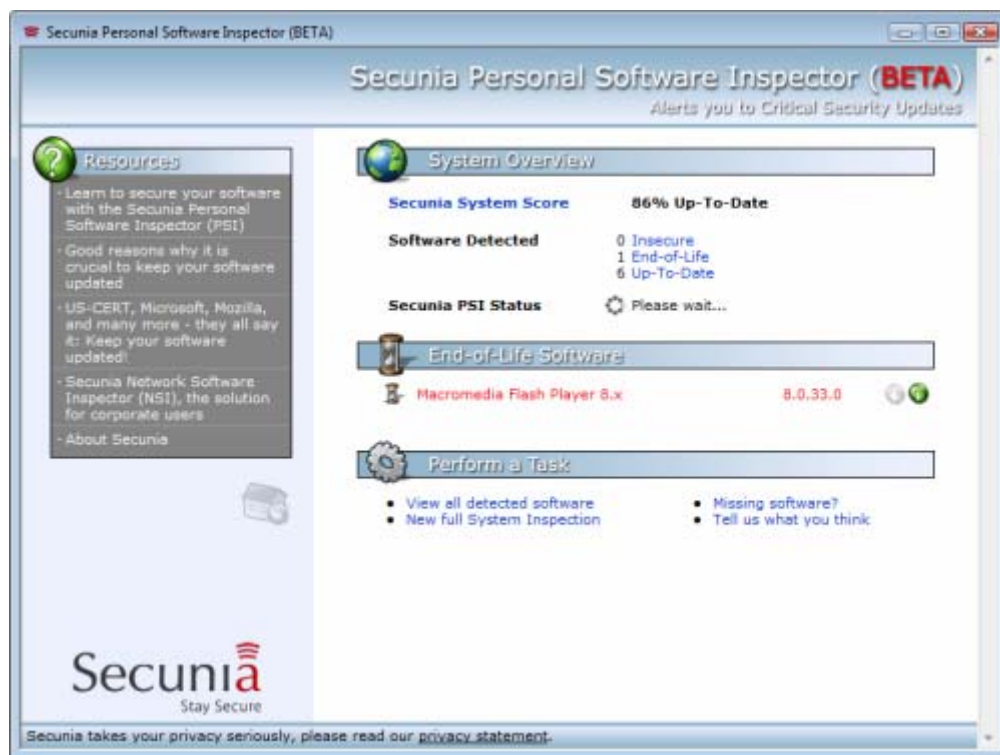 Secunia Personal Software Inspector (BETA)
Secunia Personal Software Inspector (BETA)
Alerts you to Critical Security Updates
Resources
- Learn to secure your software
with the Secunia Personal
Software Inspector (PSI)
- Good reasons why it is
crucial to keep your software
updated
- US-CERT, Microsoft, Mozilla,
and many more - they all say
it: Keep your software
updated!
- Secunia Network Software
Inspector (NSI), the solution
for corporate users
- About Secunia
System Overview
Secunia System Score 86% Up-To-Date
Software Detected 0 Insecure
1 End-of-Life
6 Up-To-Date
Secunia PSI Status Please wait...
End-of-Life Software
Macromedia Flash Player 8.x 8.0.33.0
Perform a Task
• View all detected software
• New full System Inspection
• Missing software?
• Tell us what you think
Secunia
Stay Secure
Secunia takes your privacy seriously, please read our privacy statement.